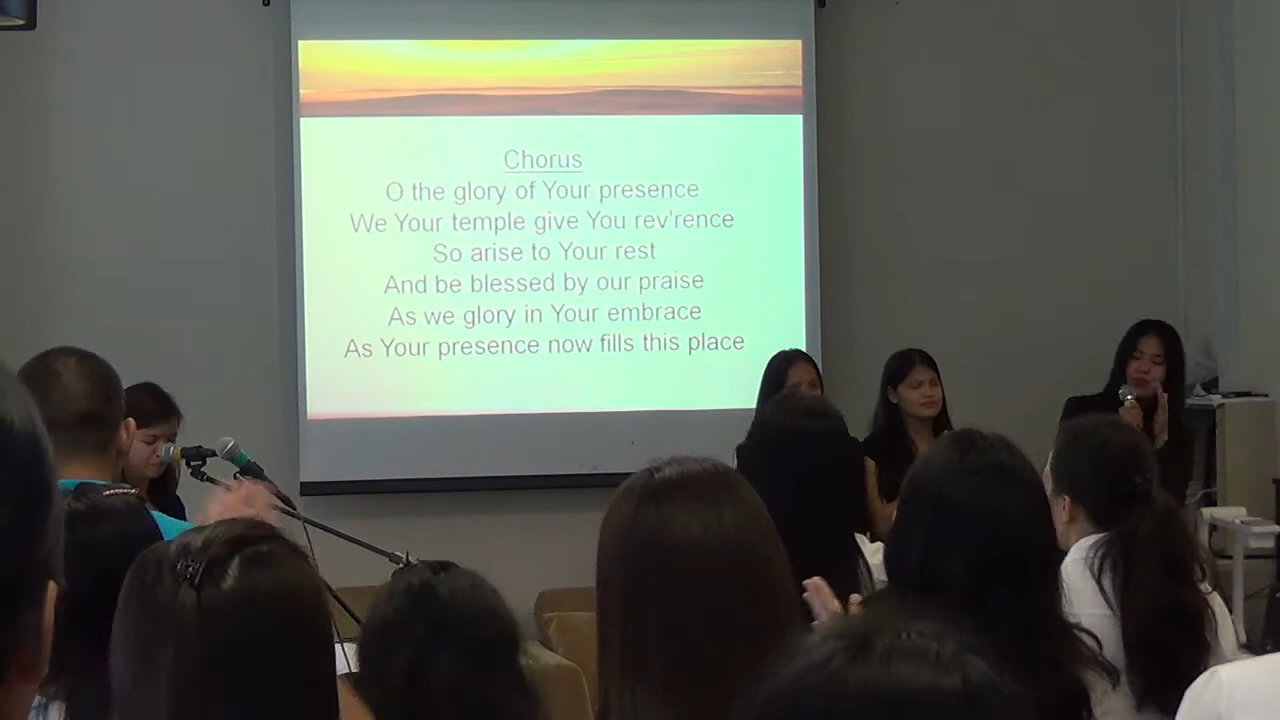 Chorus
O the glory of Your presence
We Your temple give You rev'rence
So arise to Your rest
And be blessed by our praise
As we glory in Your embrace
As Your presence now fills this place